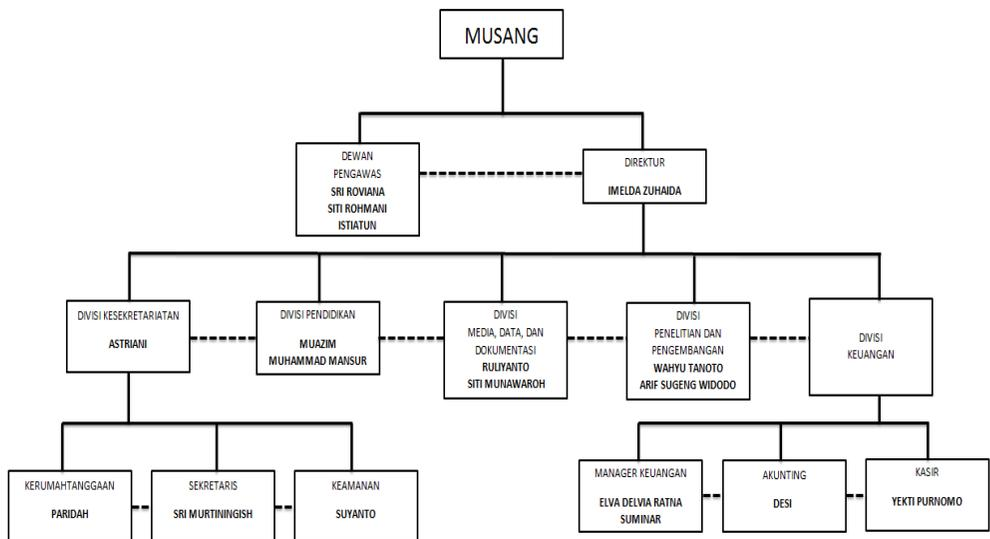 MUSANG
DEWAN
PENGAWAS
SRI ROVIANA
SITI ROHMANI
ISTIATUN
DIREKTUR
IMELDA ZUHAIDA
DIVISI KESEKRETARIATAN
ASTRIANI
DIVISI PENDIDIKAN
MUAZIM
MUHAMMAD MANSUR
DIVISI
MEDIA, DATA, DAN
DOKUMENTASI
RULIYANTO
SITI MUNAWAROH
DIVISI
PENELITIAN DAN
PENGEMBANGAN
WAHYU TANOTO
ARIF SUGENG WIDODO
DIVISI
KEUANGAN
KERUMAHTANGGAAN
PARIDAH
SEKRETARIS
SRI MURTININGISH
KEAMANAN
SUYANTO
MANAGER KEUANGAN
ELVA DELVIA RATNA
SUMINAR
AKUNTING
DESI
KASIR
YEKTI PURNOMO